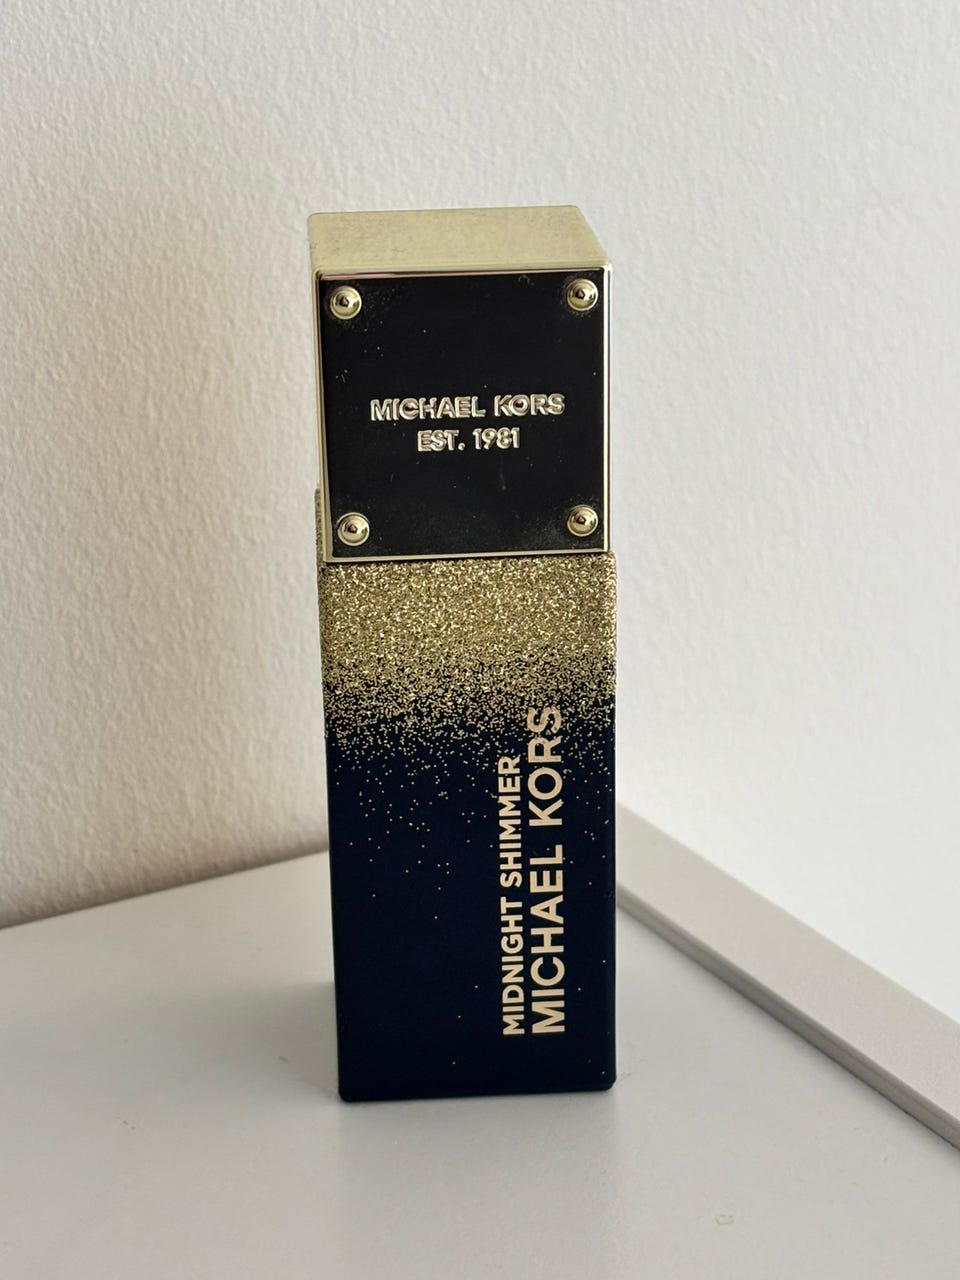 MICHAEL KORS
EST. 1981
MIDNIGHT SHIMMER
MICHAEL KORS